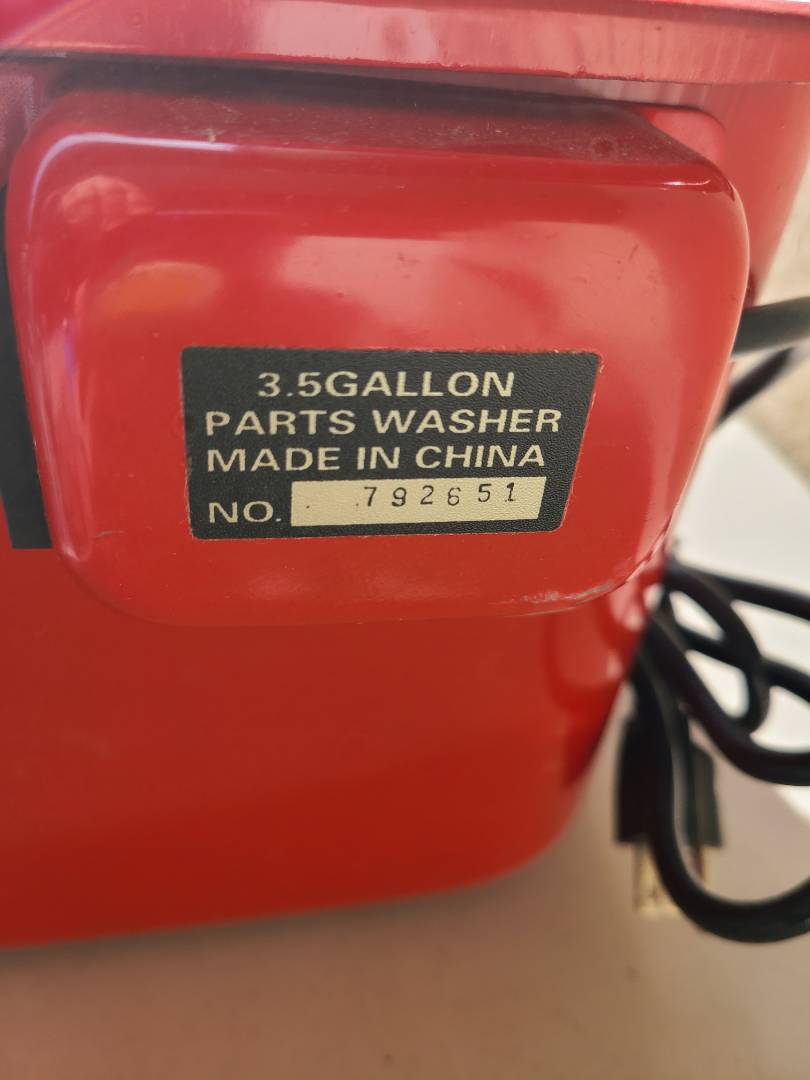 3.5GALLON
PARTS WASHER
MADE IN CHINA
NO. 792651